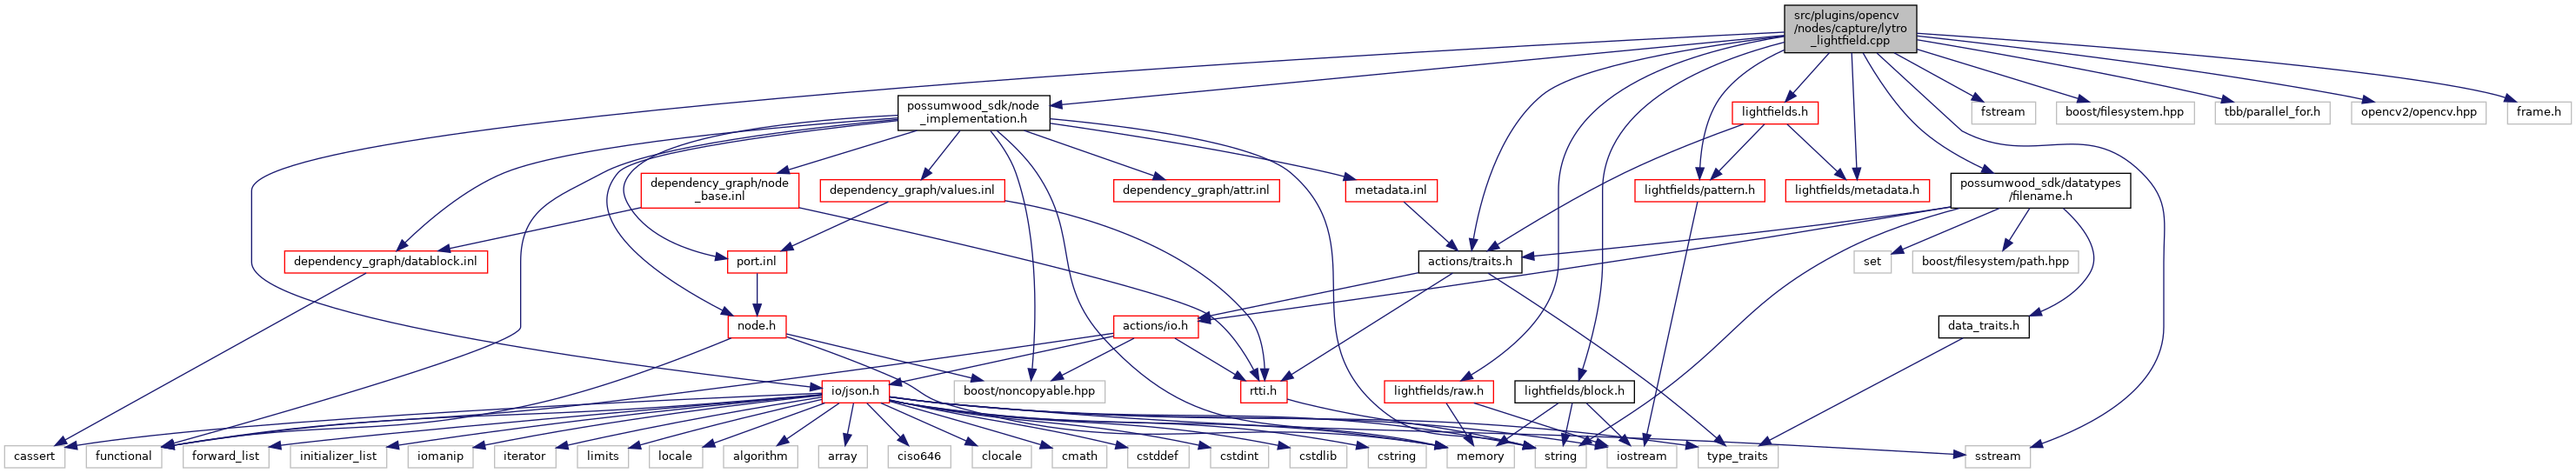 src/plugins/opencv
/nodes/capture/lytro
_lightfield.cpp
possumwood_sdk/node
_implementation.h
lightfields.h
fstream
boost/filesystem.hpp
tbb/parallel_for.h
opencv2/opencv.hpp
frame.h
dependency_graph/node
_base.inl
dependency_graph/values.inl
dependency_graph/attr.inl
metadata.inl
lightfields/pattern.h
lightfields/metadata.h
possumwood_sdk/datatypes
/filename.h
dependency_graph/datablock.inl
port.inl
actions/traits.h
set
boost/filesystem/path.hpp
node.h
actions/io.h
data_traits.h
io/json.h
boost/noncopyable.hpp
rtti.h
lightfields/raw.h
lightfields/block.h
cassert
functional
forward_list
initializer_list
iomanip
iterator
limits
locale
algorithm
array
ciso646
clocale
cmath
cstddef
cstdint
cstdlib
cstring
memory
string
iostream
type_traits
sstream